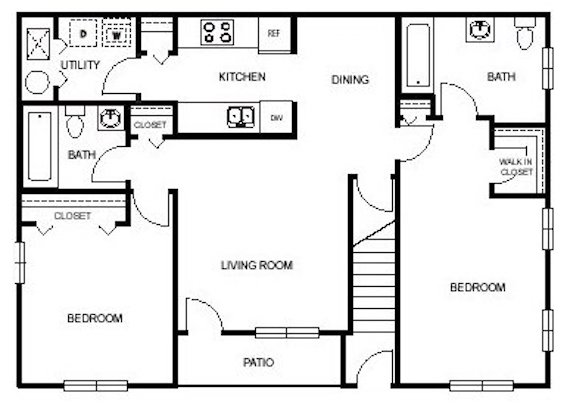 D
W
REF
UTILITY
KITCHEN
DINING
BATH
DW
CLOSET
BATH
WALK IN
CLOSET
CLOSET
LIVING ROOM
BEDROOM
BEDROOM
PATIO